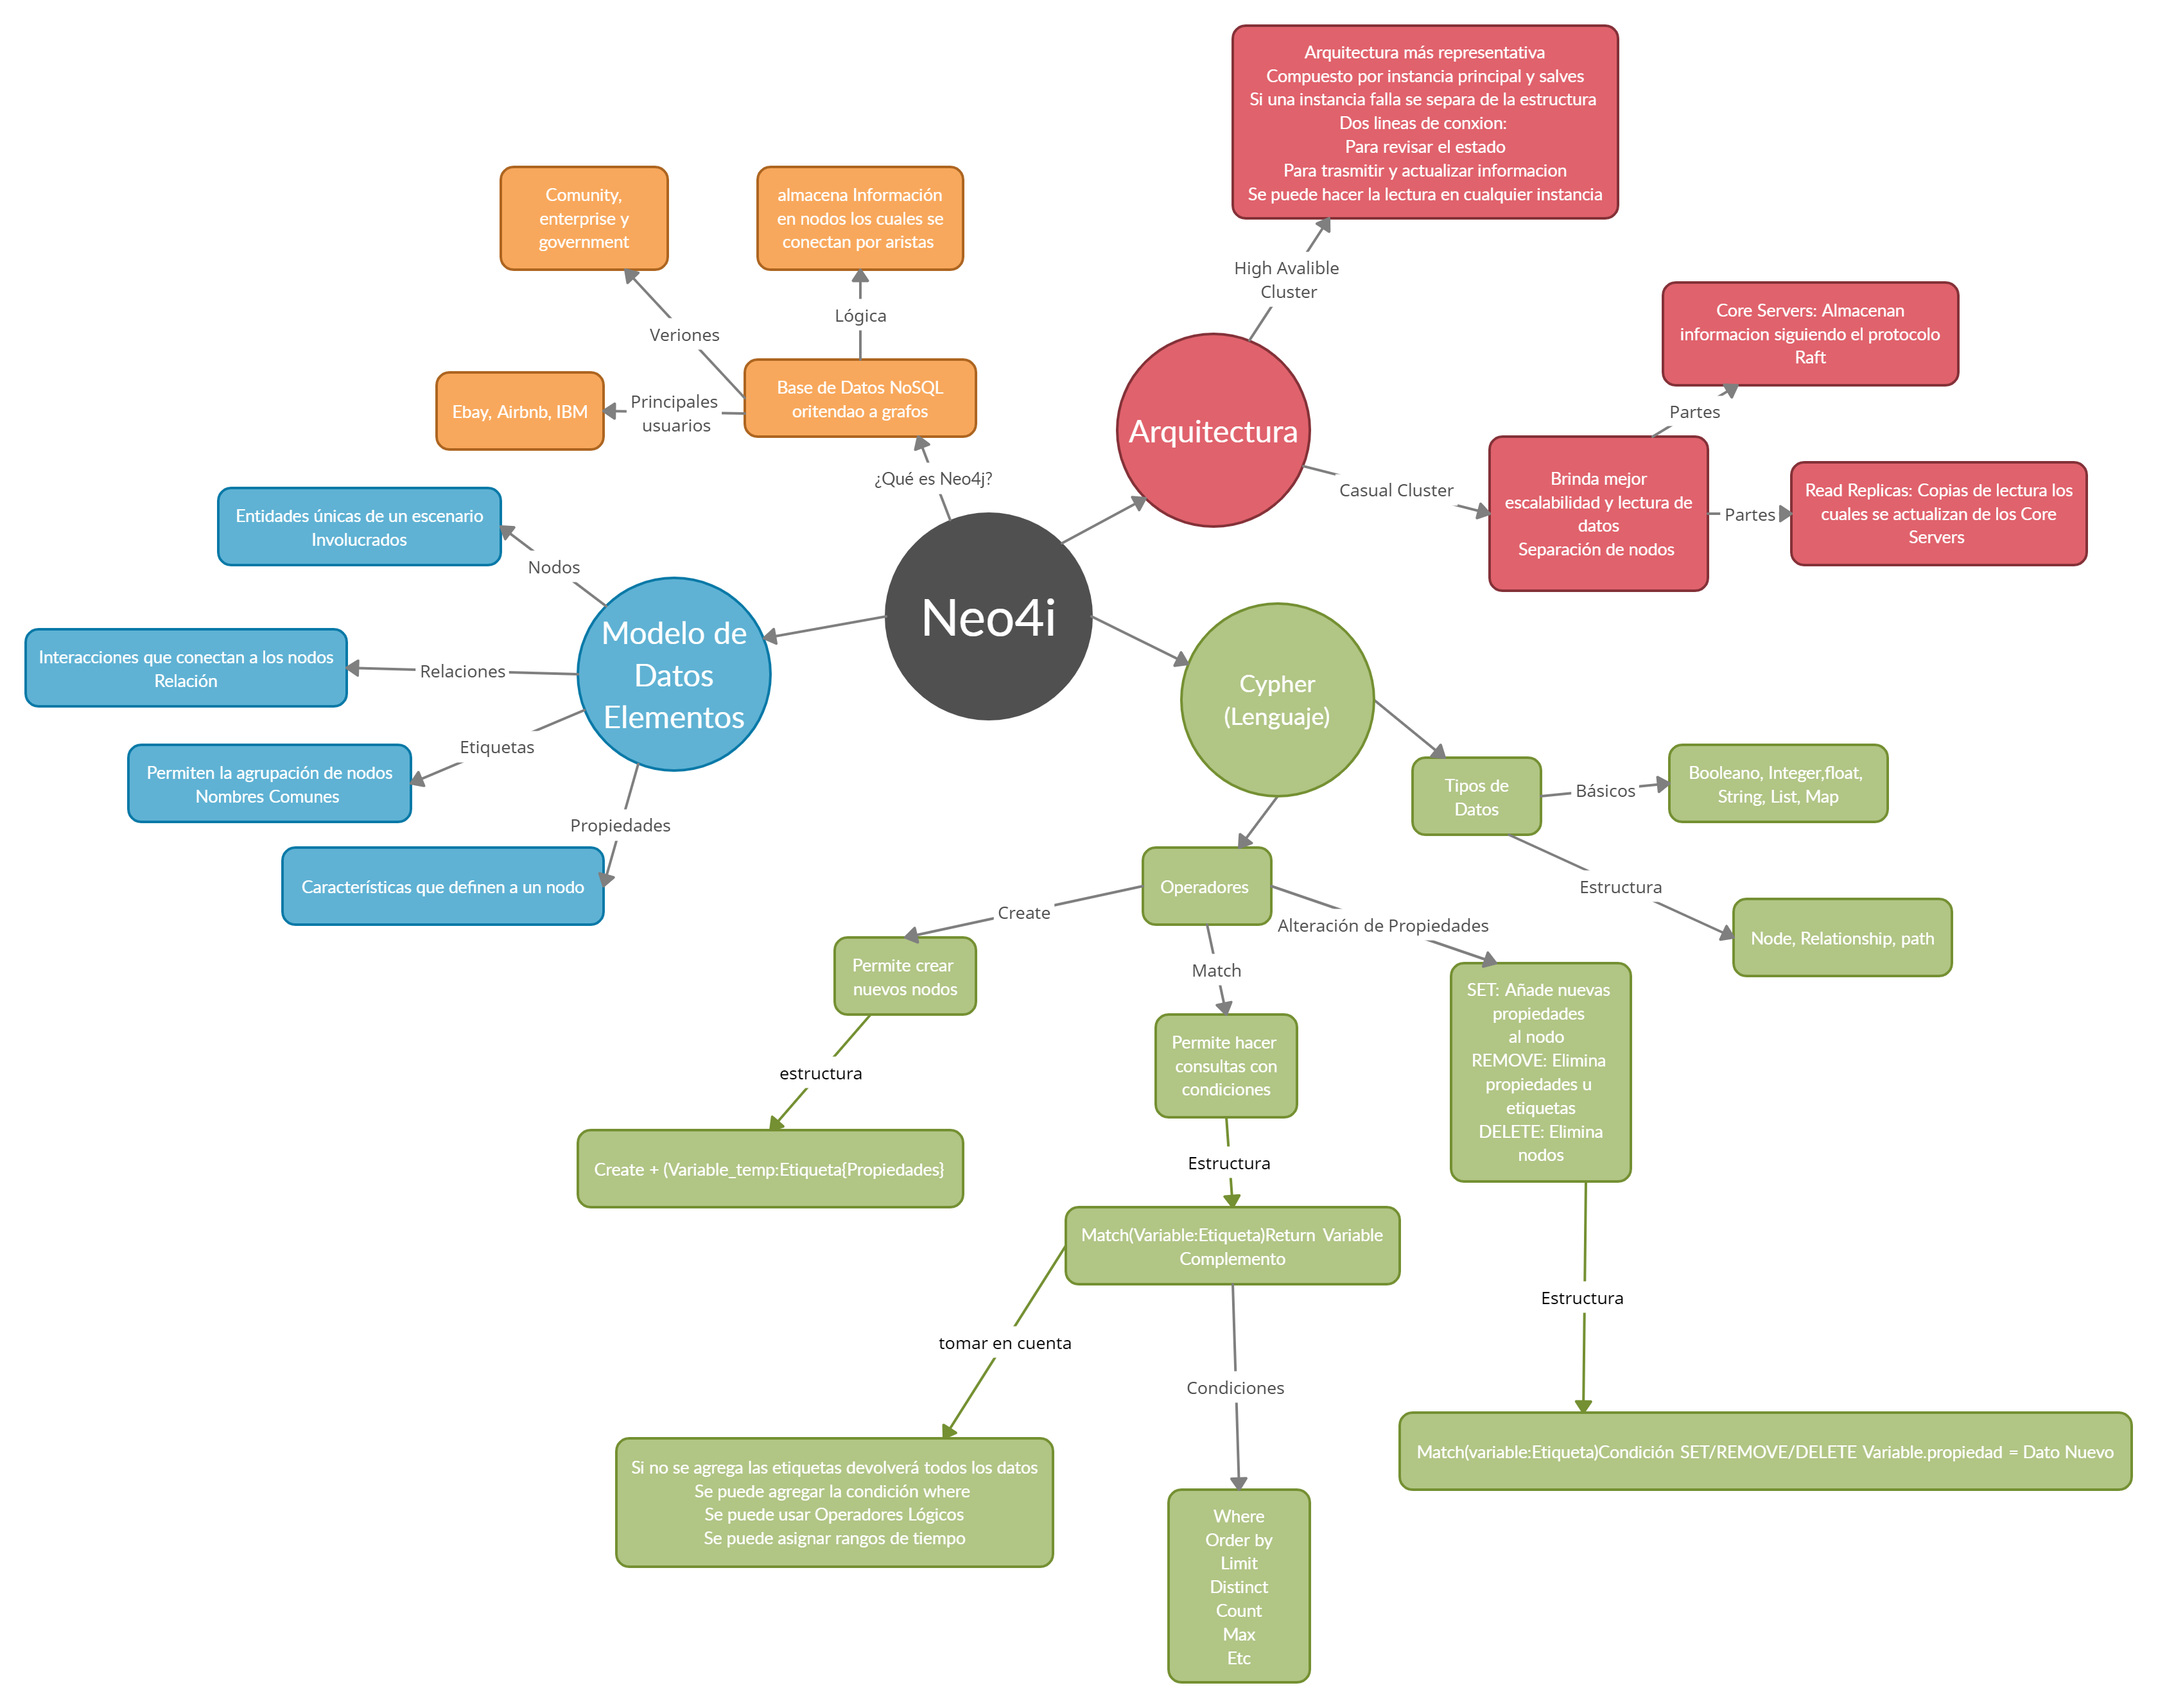 Arquitectura más representativa
Compuesto por instancia principal y salves
Si una instancia falla se separa de la estructura
Dos lineas de conxion:
Para revisar el estado
Para trasmitir y actualizar informacion
Se puede hacer la lectura en cualquier instancia
Comunity,
enterprise y
government
almacena Información
en nodos los cuales se
conectan por aristas
High Avalible
Cluster
Lógica
Veriones
Core Servers: Almacenan
informacion siguiendo el protocolo
Raft
Base de Datos NoSQL
oritendao a grafos
Principales
usuarios
Ebay, Airbnb, IBM
Partes
Arquitectura
¿Qué es Neo4j?
Casual Cluster
Brinda mejor
escalabilidad y lectura de
datos
Separación de nodos
Partes
Read Replicas: Copias de lectura los
cuales se actualizan de los Core
Servers
Entidades únicas de un escenario
Involucrados
Nodos
Neo4i
Modelo de
Datos
Elementos
Interacciones que conectan a los nodos
Relación
Relaciones
Cypher
(Lenguaje)
Etiquetas
Permiten la agrupación de nodos
Nombres Comunes
Tipos de
Datos
Básicos
Booleano, Integer,float,
String, List, Map
Propiedades
Características que definen a un nodo
Operadores
Estructura
Node, Relationship, path
Create
Alteración de Propiedades
Permite crear
nuevos nodos
Match
SET: Añade nuevas
propiedades
al nodo
REMOVE: Elimina
propiedades u
etiquetas
DELETE: Elimina
nodos
Permite hacer
consultas con
condiciones
estructura
Create + (Variable_temp:Etiqueta{Propiedades}
Estructura
Match(Variable:Etiqueta)Return Variable
Complemento
Estructura
tomar en cuenta
Condiciones
Match(variable:Etiqueta)Condición SET/REMOVE/DELETE Variable.propiedad = Dato Nuevo
Si no se agrega las etiquetas devolverá todos los datos
Se puede agregar la condición where
Se puede usar Operadores Lógicos
Se puede asignar rangos de tiempo
Where
Order by
Limit
Distinct
Count
Max
Etc